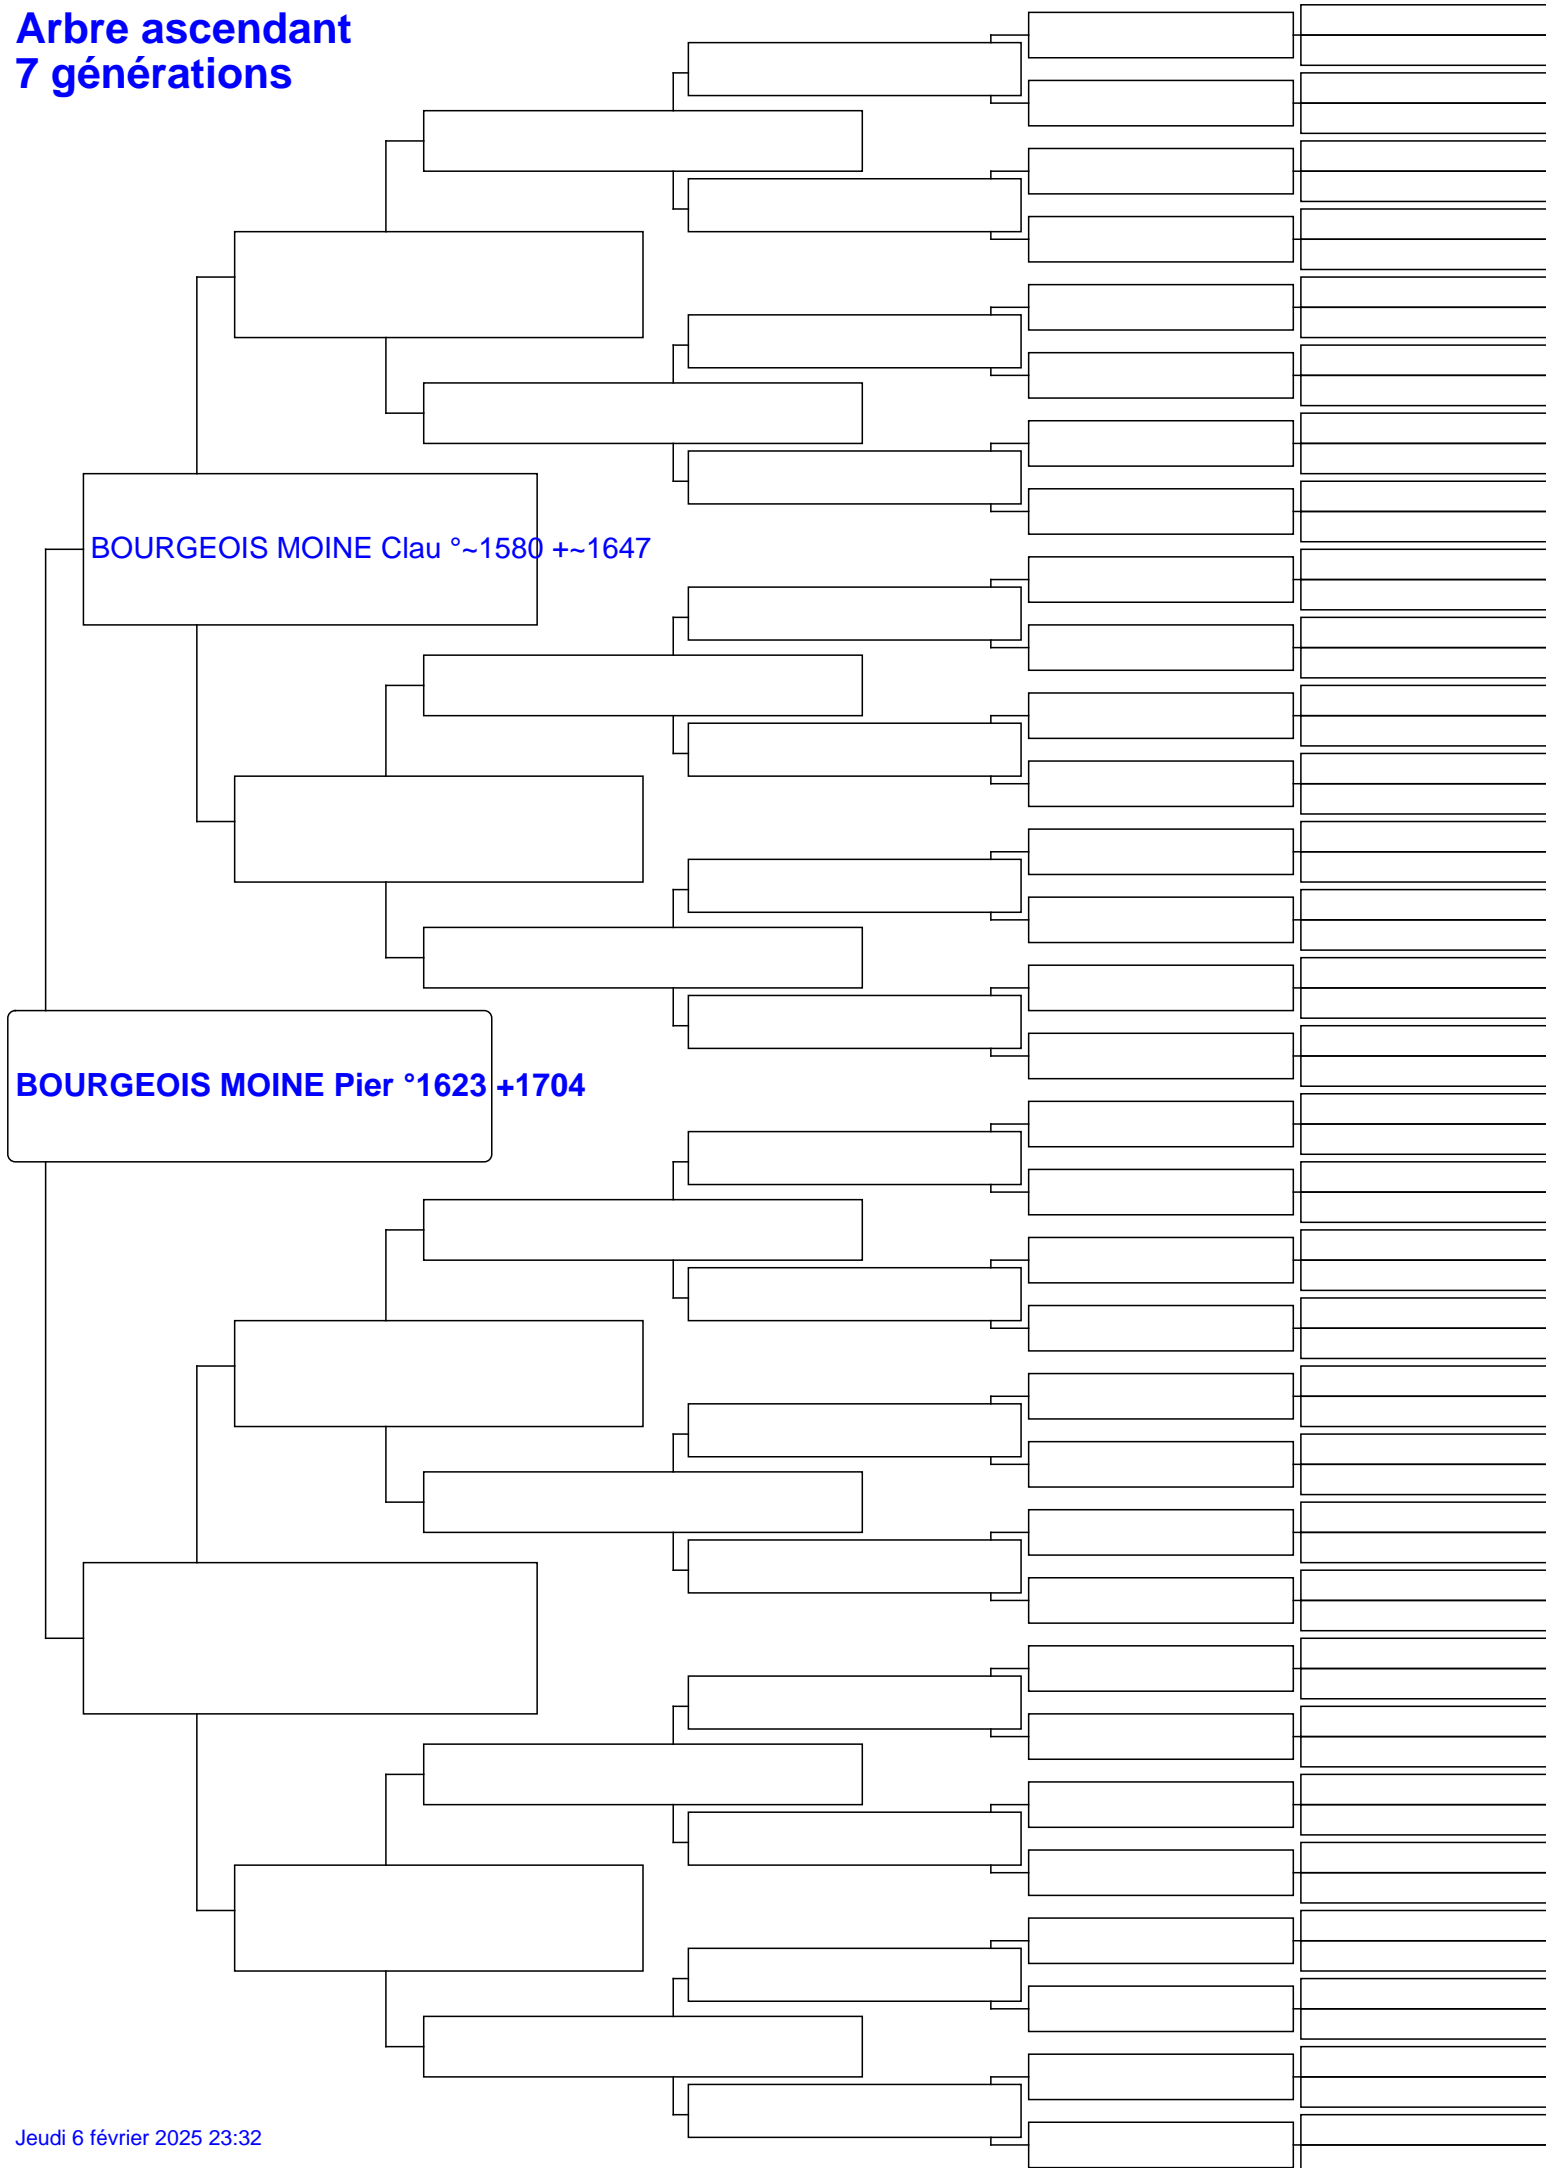 Arbre ascendant
7 générations
BOURGEOIS MOINE Clau °~1580 +~1647
BOURGEOIS MOINE Pier °1623 +1704
Jeudi 6 février 2025 23:32